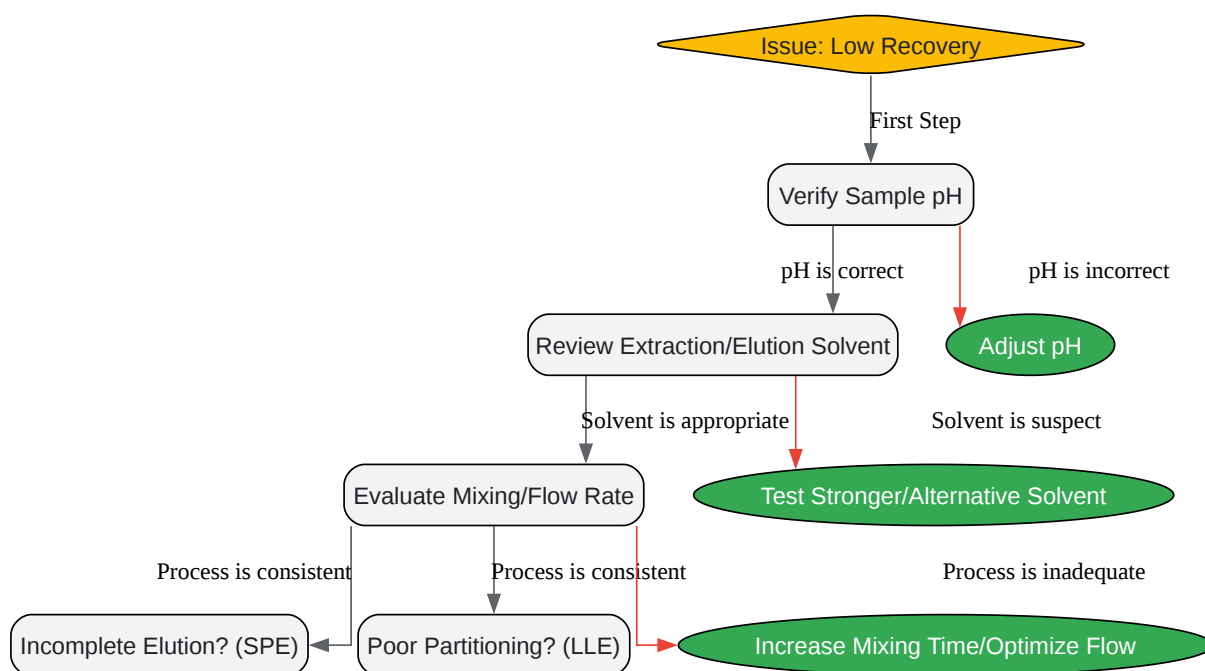 Issue: Low Recovery
First Step
Verify Sample pH
pH is correct
pH is incorrect
Review Extraction/Elution Solvent
Adjust pH
Solvent is appropriate
Solvent is suspect
Evaluate Mixing/Flow Rate
Test Stronger/Alternative Solvent
Process is consistent
Process is consistent
Process is inadequate
Incomplete Elution? (SPE)
Poor Partitioning? (LLE)
Increase Mixing Time/Optimize Flow